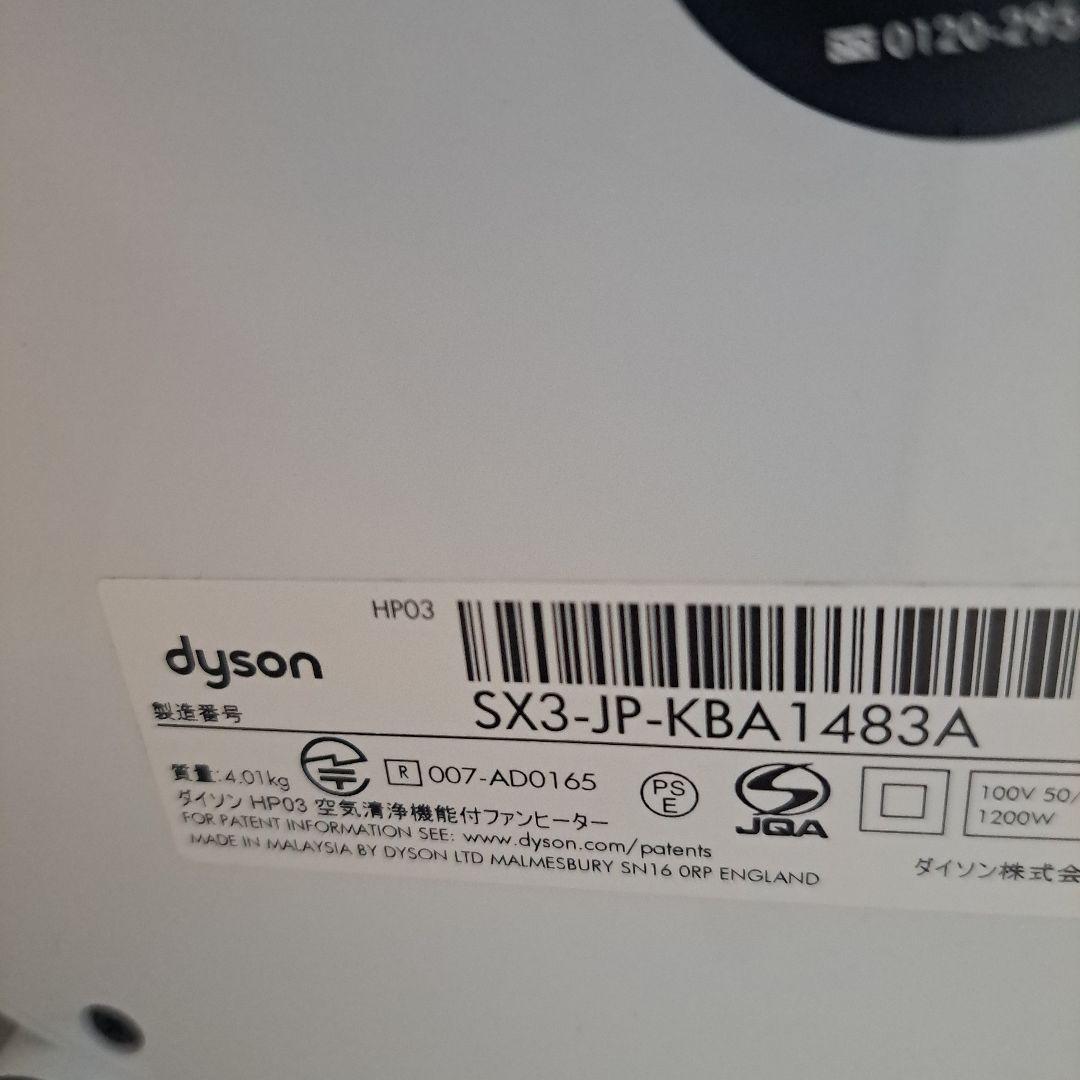 0120-295
HP03
dyson
製造番号 SX3-JP-KBA1483A
質量:4.01kg R 007-AD0165 PS E JQA 100V 50/
1200W
ダイソン HP03 空気清浄機能付ファンヒーター
FOR PATENT INFORMATION SEE: www.dyson.com/patents
MADE IN MALAYSIA BY DYSON LTD MALMESBURY SN16 0RP ENGLAND
ダイソン株式会